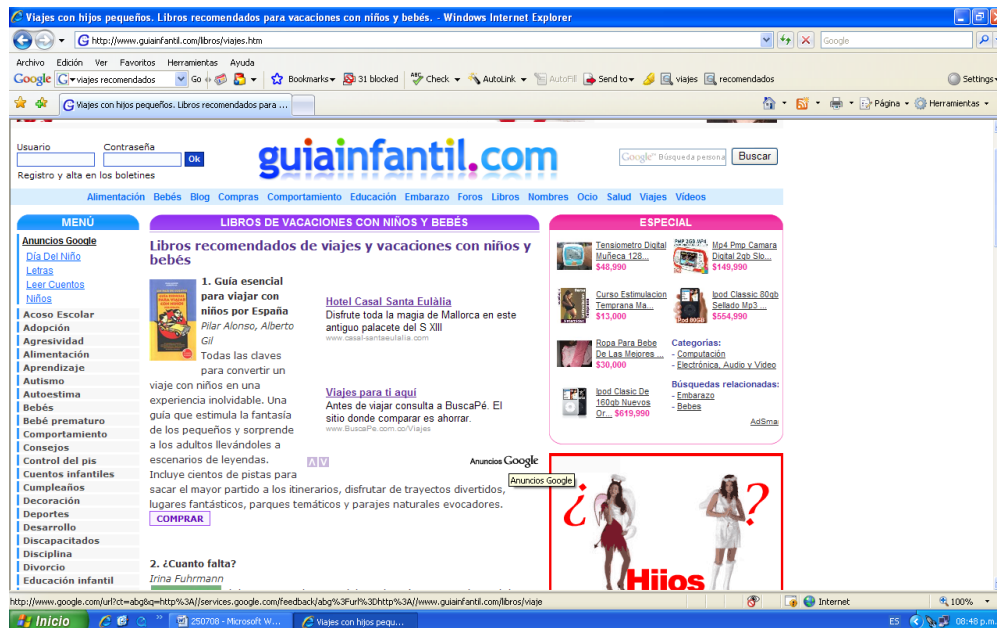 Viajes con hijos pequeños. Libros recomendados para vacaciones con niños y bebés. - Windows Internet Explorer
http://www.guiainfantil.com/libros/viajes.htm
Google
Archivo Edición Ver Favoritos Herramientas Ayuda
Google viajes recomendados Go Bookmarks 31 blocked Check AutoLink AutoFill Send to viajes recomendados Settings
Viajes con hijos pequeños. Libros recomendados para ...
Página Herramientas
Usuario Contraseña
Ok
Registro y alta en los boletines
guiainfantil.com
Google™ Búsqueda persona Buscar
Alimentación Bebés Blog Compras Comportamiento Educación Embarazo Foros Libros Nombres Ocio Salud Viajes Vídeos
MENÚ
Anuncios Google
Día Del Niño
Letras
Leer Cuentos
Niños
Acoso Escolar
Adopción
Agresividad
Alimentación
Aprendizaje
Autismo
Autoestima
Bebés
Bebé prematuro
Comportamiento
Consejos
Control del pis
Cuentos infantiles
Cumpleaños
Decoración
Deportes
Desarrollo
Discapacitados
Disciplina
Divorcio
Educación infantil
LIBROS DE VACACIONES CON NIÑOS Y BEBÉS
Libros recomendados de viajes y vacaciones con niños y
bebés
1. Guía esencial
para viajar con
niños por España
Pilar Alonso, Alberto
Gil
Todas las claves
para convertir un
viaje con niños en una
experiencia inolvidable. Una
guía que estimula la fantasía
de los pequeños y sorprende
a los adultos llevándoles a
escenarios de leyendas.
Incluye cientos de pistas para
sacar el mayor partido a los itinerarios, disfrutar de trayectos divertidos,
lugares fantásticos, parques temáticos y parajes naturales evocadores.
COMPRAR
Hotel Casal Santa Eulàlia
Disfrute toda la magia de Mallorca en este
antiguo palacete del S XIII
www.casal-santaeulalia.com
Viajes para ti aquí
Antes de viajar consulta a BuscaPé. El
sitio donde comparar es ahorrar.
www.BuscaPe.com.co/Viajes
Anuncios Google
Anuncios Google
2. ¿Cuanto falta?
Irina Fuhrmann
ESPECIAL
Tensiometro Digital
Muñeca 128...
$48,990
Mp4 Pmp Camara
Digital 2qb Slo...
$149,990
Curso Estimulacion
Temprana Ma...
$13,000
Ipod Classic 80gb
Sellado Mp3 ...
$554,990
Ropa Para Bebe
De Las Mejores ...
$30,000
Categorias:
- Computación
- Electrónica, Audio y Video
Ipod Clasic De
160gb Nuevos
Or... $619,990
Búsquedas relacionadas:
- Embarazo
- Bebes
AdSma
¿ ?
Hijos
http://www.google.com/url?ct=abg&q=http%3A//services.google.com/feedback/abg%3Furl%3Dhttp%3A//www.guiainfantil.com/libros/viaje
Internet 100%
Inicio 250708 - Microsoft W... Viajes con hijos pequ... ES 08:48 p.m.